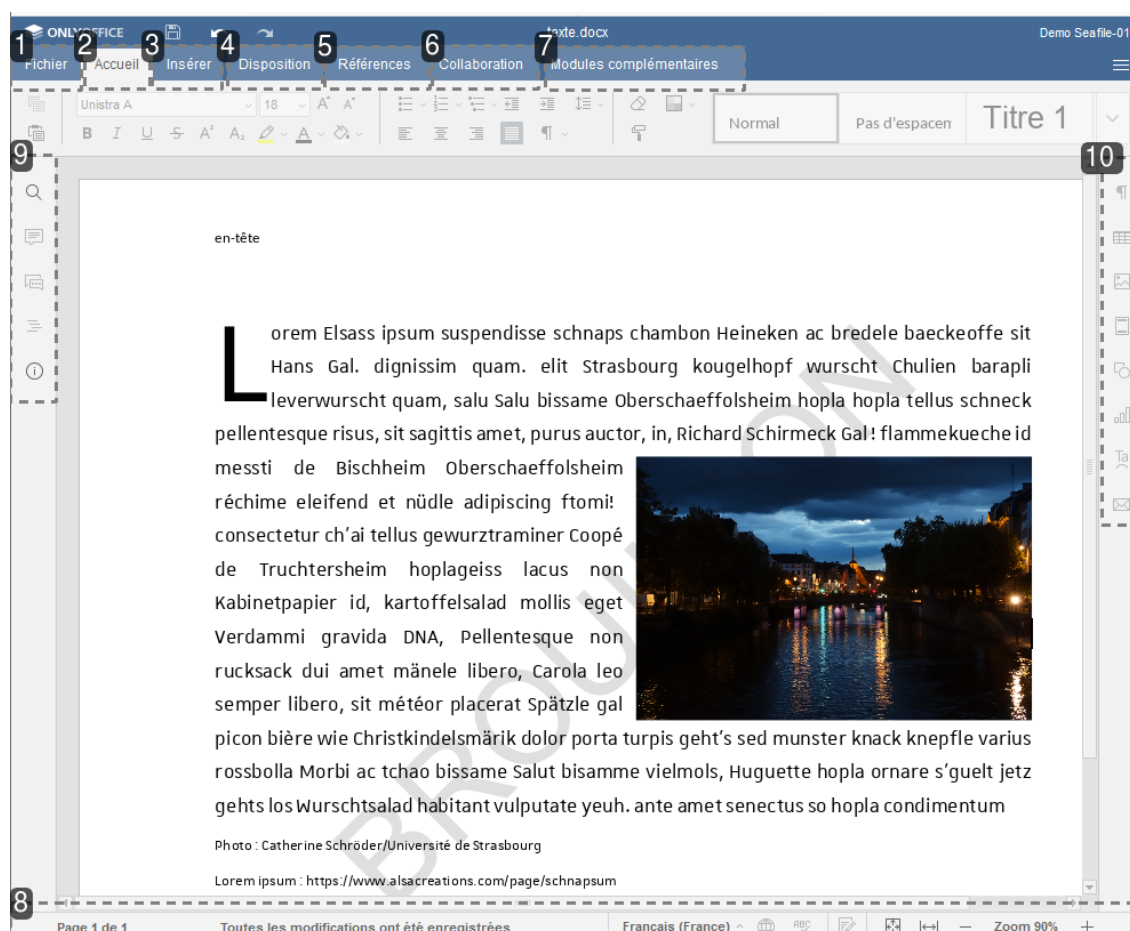 ONLYOFFICE texte.docx Demo Seafile-01
1 2 3 4 5 6 7
Fichier Accueil Insérer Disposition Références Collaboration Modules complémentaires
Unistra A 18 A A
B I U S A² A₂ A Normal Pas d'espacem Titre 1
9 10
en-tête
Lorem Elsass ipsum suspendisse schnaps chambon Heineken ac bredele baeckeoffe sit
Hans Gal. dignissim quam. elit Strasbourg kougelhopf wurscht Chulien barapli
leverwurscht quam, salu Salu bissame Oberschaeffolsheim hopla hopla tellus schneck
pellentesque risus, sit sagittis amet, purus auctor, in, Richard Schirmeck Gal ! flammekueche id
messti de Bischheim Oberschaeffolsheim
réchime eleifend et nüdle adipiscing ftomi!
consectetur ch'ai tellus gewurztraminer Coopé
de Truchtersheim hoplageiss lacus non
Kabinetpapier id, kartoffelsalad mollis eget
Verdammi gravida DNA, Pellentesque non
rucksack dui amet mänele libero, Carola leo
semper libero, sit météor placerat Spätzle gal
picon bière wie Christkindelsmärik dolor porta turpis geht's sed munster knack knepfle varius
rossbolla Morbi ac tchao bissame Salut bisamme vielmols, Huguette hopla ornare s'guelt jetz
gehts los Wurschtsalad habitant vulputate yeuh. ante amet senectus so hopla condimentum
BROUILLON
Photo : Catherine Schröder/Université de Strasbourg
Lorem ipsum : https://www.alsacreations.com/page/schnapsum
8
Page 1 de 1 Toutes les modifications ont été enregistrées Français (France) ABC Zoom 90%
Ta